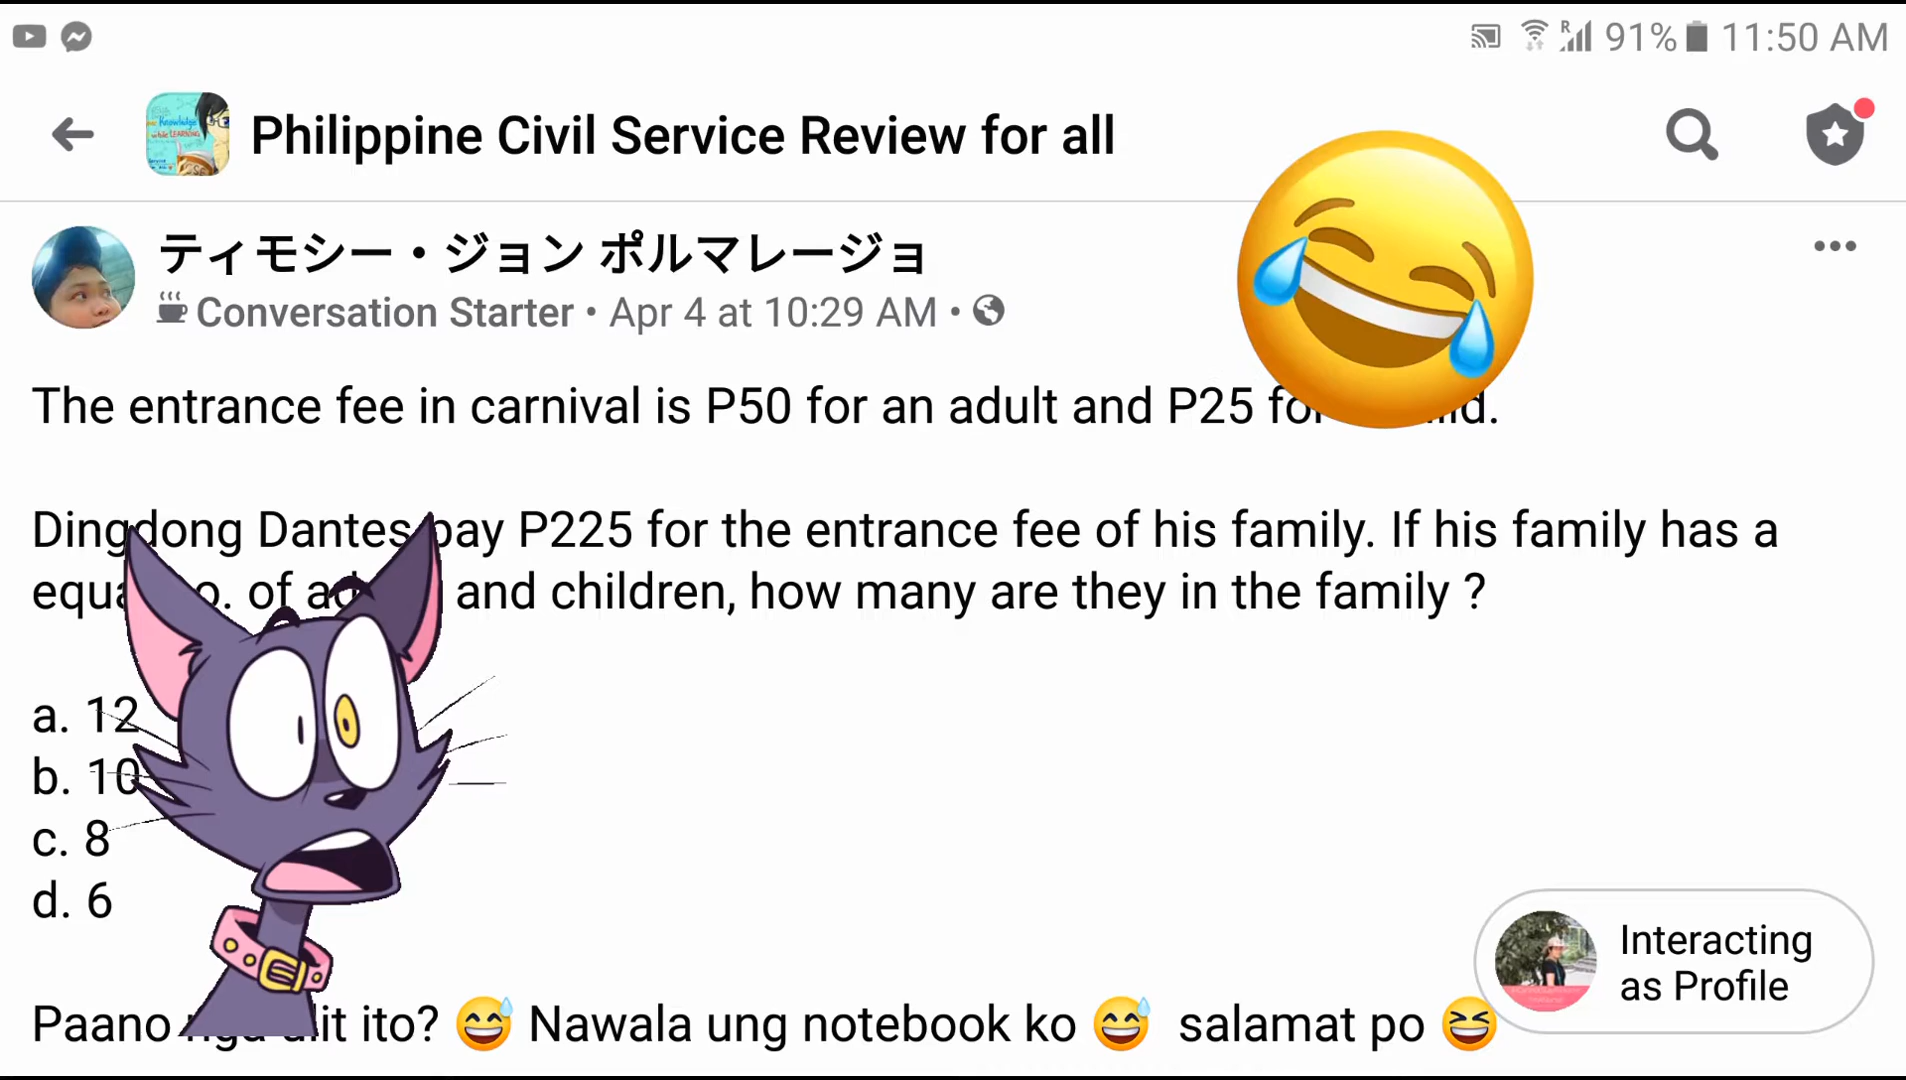 91% 11:50 AM
Philippine Civil Service Review for all
ティモシー・ジョン ポルマレージョ
Conversation Starter • Apr 4 at 10:29 AM •
The entrance fee in carnival is P50 for an adult and P25
Dingdong Dantes pay P225 for the entrance fee of his family. If his family has a
of and children, how many are they in the family ?
a. 12
b. 10
c. 8
d. 6
Interacting
as Profile
Paano ito? 😅 Nawala ung notebook ko 😅 salamat po 😆